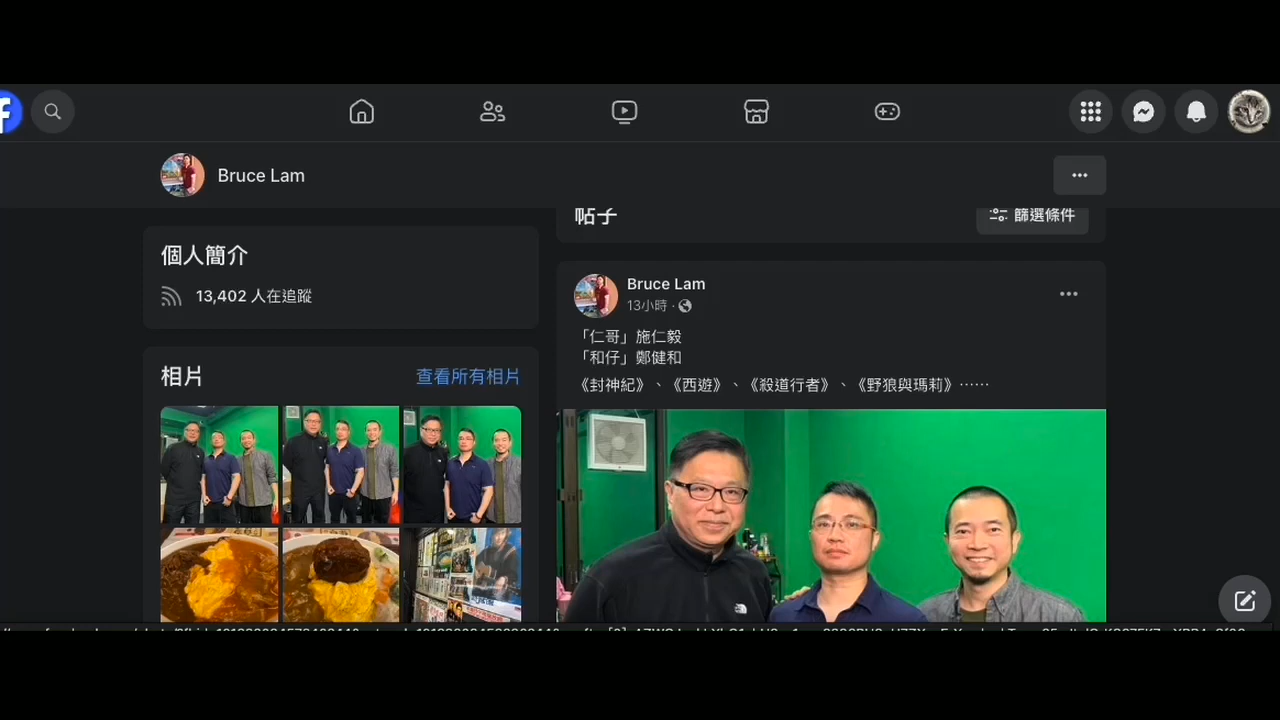 Bruce Lam
帖子
篩選條件
個人簡介
13,402 人在追蹤
相片
查看所有相片
Bruce Lam
13小時 ·
「仁哥」施仁毅
「和仔」鄭健和
《封神紀》、《西遊》、《殺道行者》、《野狼與瑪莉》⋯⋯